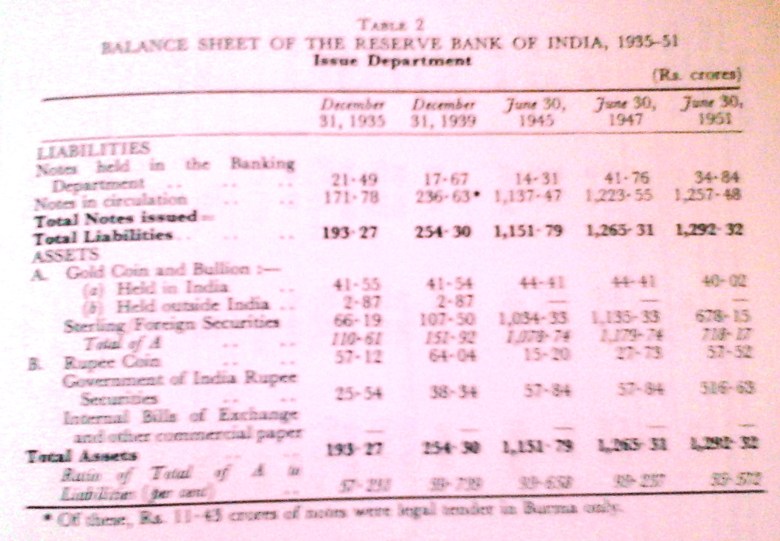 TABLE 2
BALANCE SHEET OF THE RESERVE BANK OF INDIA, 1935-51
Issue Department
(Rs. crores)
December December June 30, June 30, June 30,
31, 1935 31, 1939 1945 1947 1951
LIABILITIES
Notes held in the Banking
Department .. .. .. 21·49 17·67 14·31 41·76 34·84
Notes in circulation .. .. 171·78 236·63* 1,137·47 1,223·55 1,257·48
Total Notes issued=
Total Liabilities .. .. .. 193·27 254·30 1,151·79 1,265·31 1,292·32
ASSETS
A. Gold Coin and Bullion :—
(a) Held in India .. 41·55 41·54 44·41 44·41 40·02
(b) Held outside India .. 2·87 2·87 — — —
Sterling/Foreign Securities 66·19 107·50 1,034·33 1,135·33 678·15
Total of A .. .. 110·61 151·92 1,078·74 1,179·74 718·17
B. Rupee Coin .. .. 57·12 64·04 15·20 27·73 57·52
Government of India Rupee
Securities .. .. 25·54 38·34 57·84 57·84 516·63
Internal Bills of Exchange
and other commercial paper — — — — —
Total Assets .. .. 193·27 254·30 1,151·79 1,265·31 1,292·32
Ratio of Total of A to
Liabilities (per cent) ..
* Of these, Rs. 11·43 crores of notes were legal tender in Burma only.